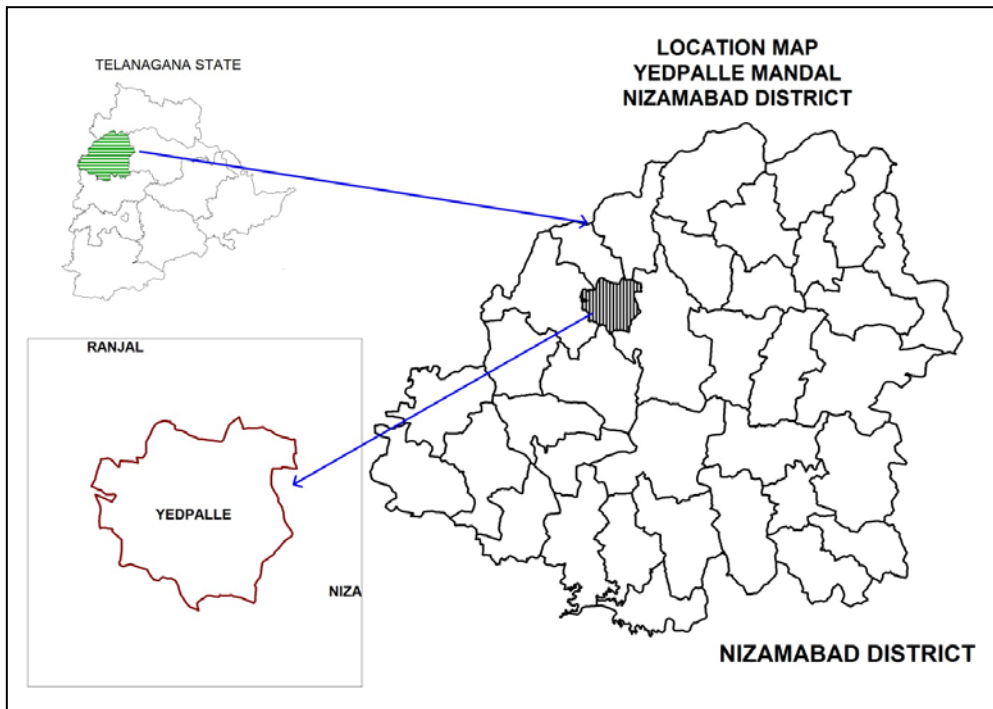 TELANAGANA STATE
LOCATION MAP
YEDPALLE MANDAL
NIZAMABAD DISTRICT
RANJAL
YEDPALLE
NIZA
NIZAMABAD DISTRICT